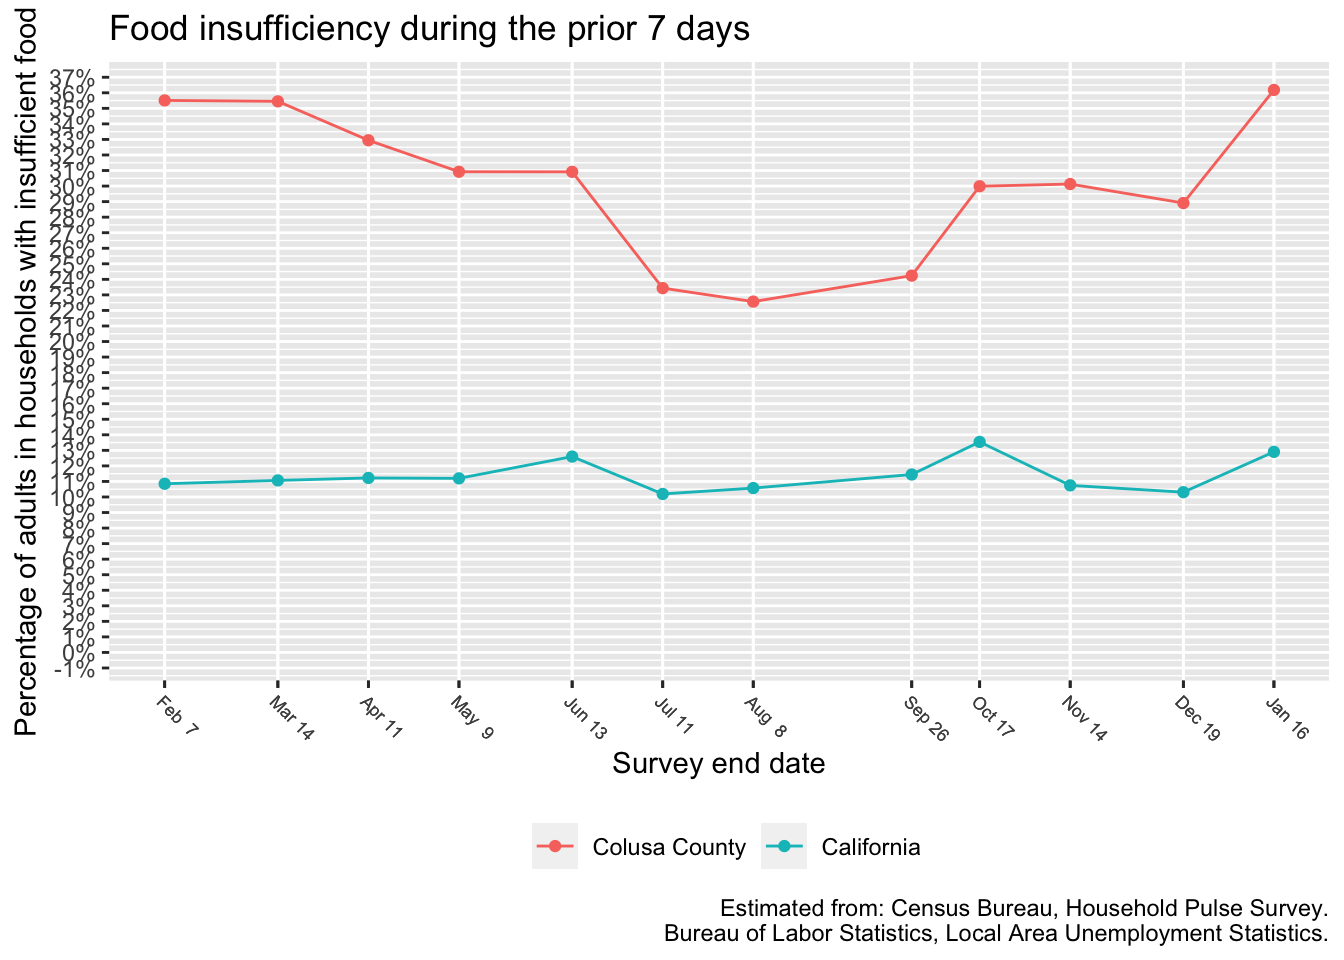 Food insufficiency during the prior 7 days
Percentage of adults in households with insufficient food
37%
36%
35%
34%
33%
32%
31%
30%
29%
28%
27%
26%
25%
24%
23%
22%
21%
20%
19%
18%
17%
16%
15%
14%
13%
12%
11%
10%
9%
8%
7%
6%
5%
4%
3%
2%
1%
0%
-1%
Feb 7
Mar 14
Apr 11
May 9
Jun 13
Jul 11
Aug 8
Sep 26
Oct 17
Nov 14
Dec 19
Jan 16
Survey end date
Colusa County
California
Estimated from: Census Bureau, Household Pulse Survey.
Bureau of Labor Statistics, Local Area Unemployment Statistics.